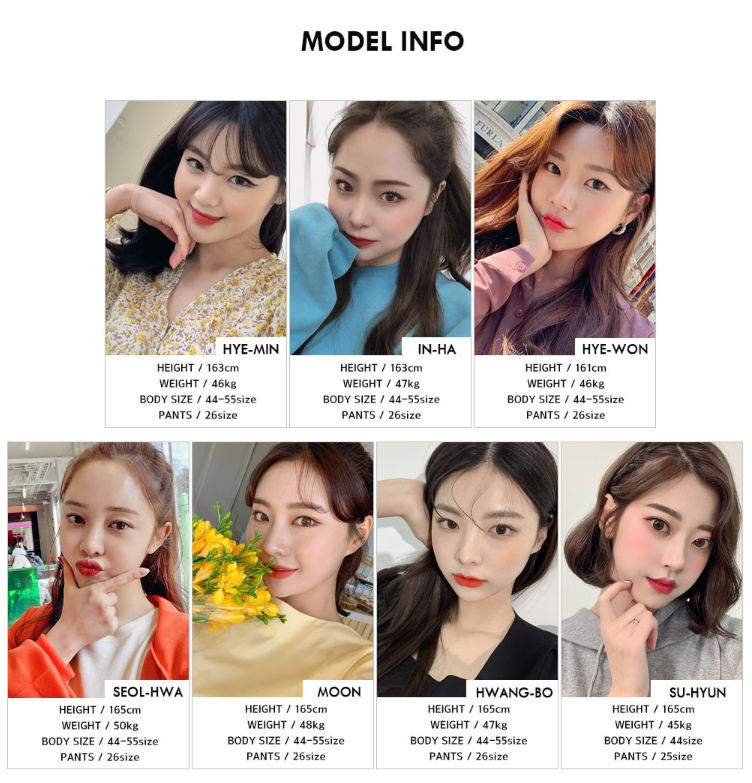 MODEL INFO
FURLA
HYE-MIN
HEIGHT / 163cm
WEIGHT / 46kg
BODY SIZE / 44-55size
PANTS / 26size
IN-HA
HEIGHT / 163cm
WEIGHT / 47kg
BODY SIZE / 44-55size
PANTS / 26size
HYE-WON
HEIGHT / 161cm
WEIGHT / 46kg
BODY SIZE / 44-55size
PANTS / 26size
SEOL-HWA
HEIGHT / 165cm
WEIGHT / 50kg
BODY SIZE / 44-55size
PANTS / 26size
MOON
HEIGHT / 165cm
WEIGHT / 48kg
BODY SIZE / 44-55size
PANTS / 26size
HWANG-BO
HEIGHT / 165cm
WEIGHT / 47kg
BODY SIZE / 44-55size
PANTS / 26size
SU-HYUN
HEIGHT / 165cm
WEIGHT / 45kg
BODY SIZE / 44size
PANTS / 25size